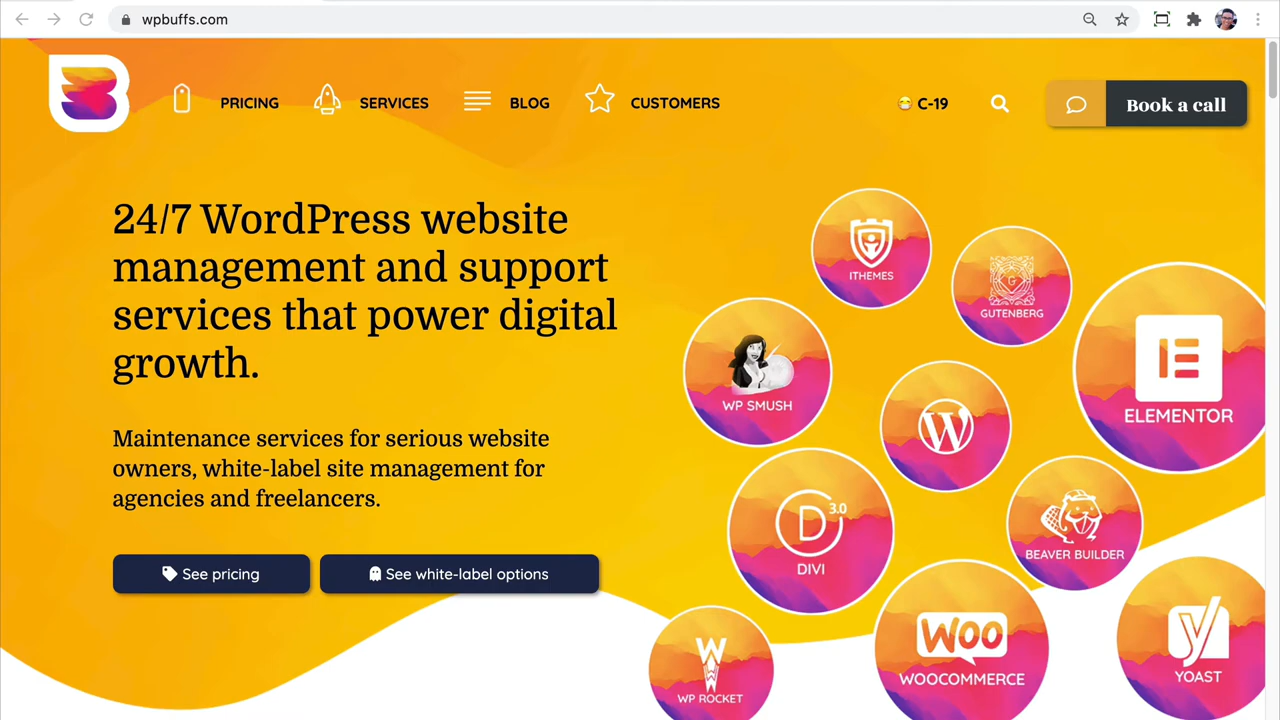 wpbuffs.com
PRICING
SERVICES
BLOG
CUSTOMERS
C-19
Book a call
24/7 WordPress website
management and support
services that power digital
growth.
Maintenance services for serious website
owners, white-label site management for
agencies and freelancers.
See pricing
See white-label options
ITHEMES
G
GUTENBERG
WP SMUSH
W
ELEMENTOR
D 3.0
DIVI
BEAVER BUILDER
W
WP ROCKET
Woo
WOOCOMMERCE
y
YOAST